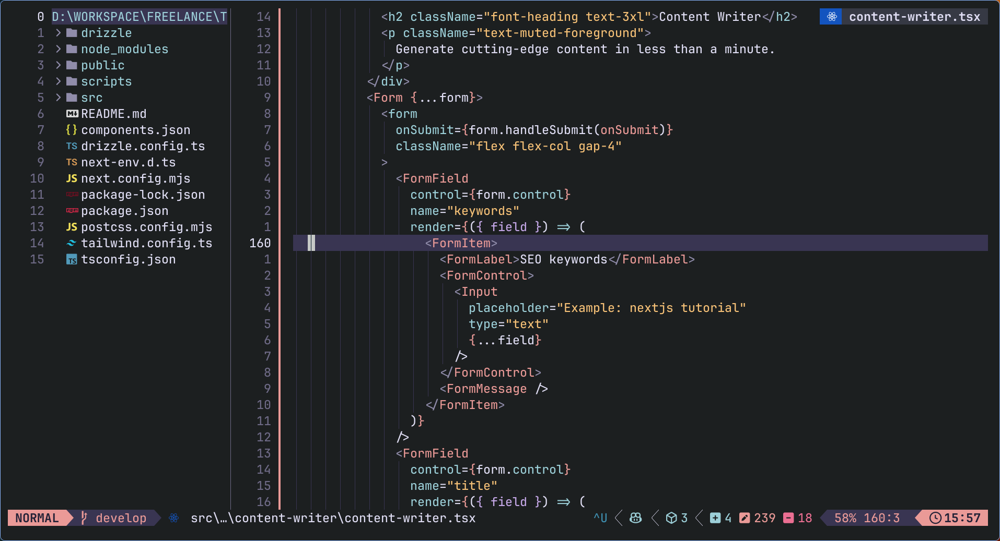 0 D:\WORKSPACE\FREELANCE\T
1 drizzle
2 node_modules
3 public
4 scripts
5 src
6 README.md
7 {} components.json
8 TS drizzle.config.ts
9 TS next-env.d.ts
10 JS next.config.mjs
11 package-lock.json
12 package.json
13 JS postcss.config.mjs
14 tailwind.config.ts
15 TS tsconfig.json
content-writer.tsx
14 <h2 className="font-heading text-3xl">Content Writer</h2>
13 <p className="text-muted-foreground">
12 Generate cutting-edge content in less than a minute.
11 </p>
10 </div>
9 <Form {...form}>
8 <form
7 onSubmit={form.handleSubmit(onSubmit)}
6 className="flex flex-col gap-4"
5 >
4 <FormField
3 control={form.control}
2 name="keywords"
1 render={({ field }) => (
160 <FormItem>
1 <FormLabel>SEO keywords</FormLabel>
2 <FormControl>
3 <Input
4 placeholder="Example: nextjs tutorial"
5 type="text"
6 {...field}
7 />
8 </FormControl>
9 <FormMessage />
10 </FormItem>
11 )}
12 />
13 <FormField
14 control={form.control}
15 name="title"
16 render={({ field }) => (
NORMAL develop src\…\content-writer\content-writer.tsx ^U 3 4 239 18 58% 160:3 15:57